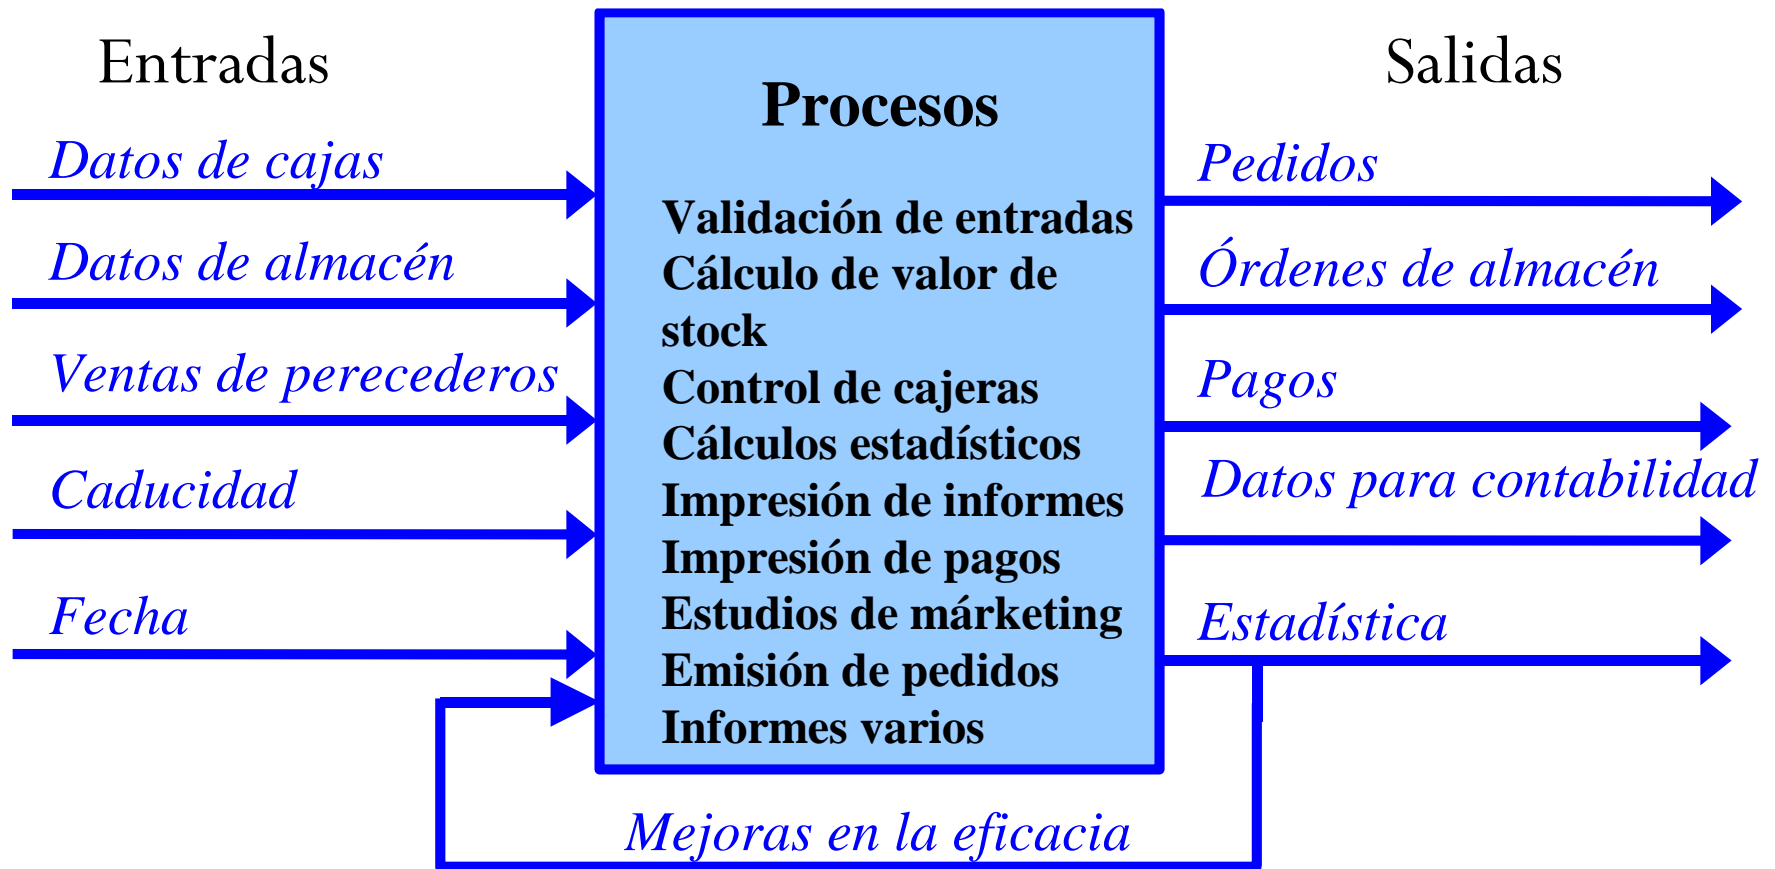 Entradas
Datos de cajas
Datos de almacén
Ventas de perecederos
Caducidad
Fecha
Procesos
Validación de entradas
Cálculo de valor de
stock
Control de cajeras
Cálculos estadísticos
Impresión de informes
Impresión de pagos
Estudios de márketing
Emisión de pedidos
Informes varios
Salidas
Pedidos
Órdenes de almacén
Pagos
Datos para contabilidad
Estadística
Mejoras en la eficacia